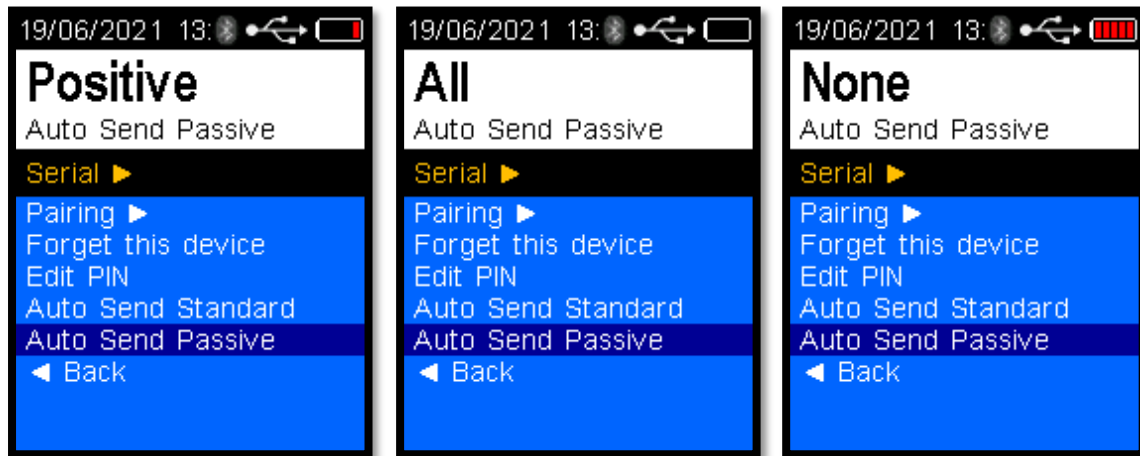 19/06/2021 13:
Positive
Auto Send Passive
Serial ▶
Pairing ▶
Forget this device
Edit PIN
Auto Send Standard
Auto Send Passive
◀ Back
19/06/2021 13:
All
Auto Send Passive
Serial ▶
Pairing ▶
Forget this device
Edit PIN
Auto Send Standard
Auto Send Passive
◀ Back
19/06/2021 13:
None
Auto Send Passive
Serial ▶
Pairing ▶
Forget this device
Edit PIN
Auto Send Standard
Auto Send Passive
◀ Back